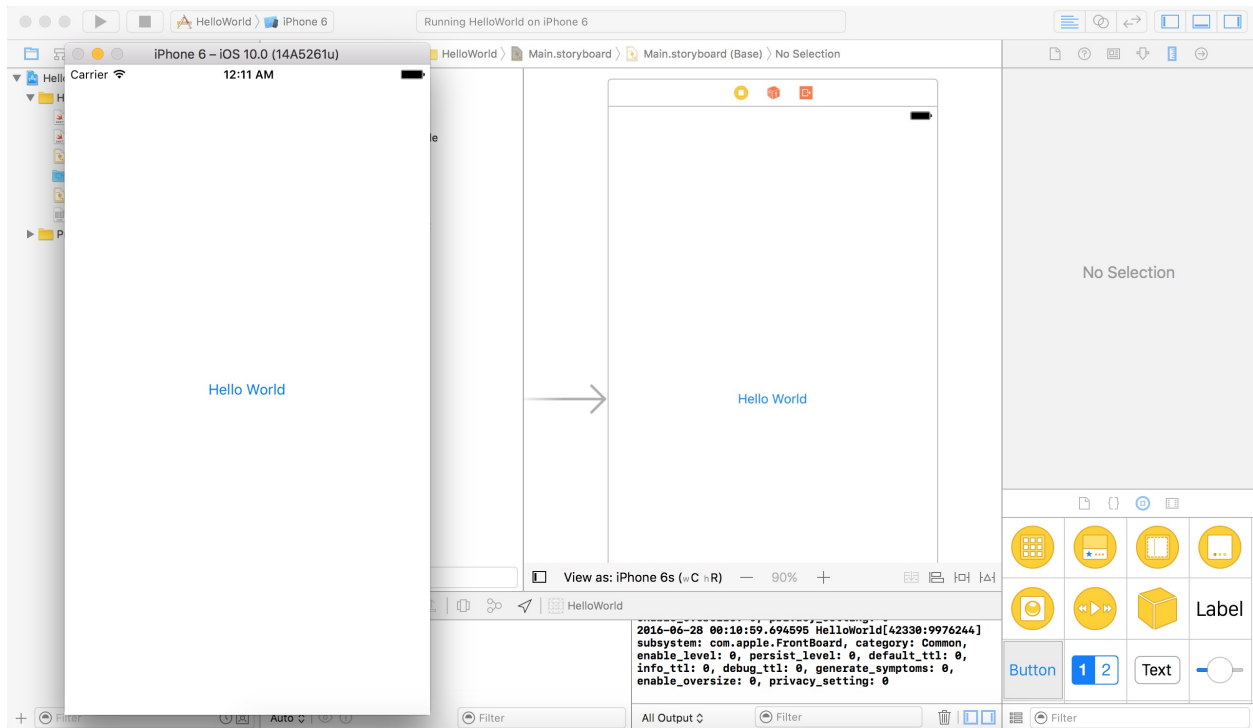 HelloWorld iPhone 6
Running HelloWorld on iPhone 6
iPhone 6 – iOS 10.0 (14A5261u)
HelloWorld Main.storyboard Main.storyboard (Base) No Selection
Carrier 12:11 AM
Hello World
Hello World
No Selection
View as: iPhone 6s (wC hR) — 90% +
HelloWorld
2016-06-28 00:10:59.694595 HelloWorld[42330:9976244]
subsystem: com.apple.FrontBoard, category: Common,
enable_level: 0, persist_level: 0, default_ttl: 0,
info_ttl: 0, debug_ttl: 0, generate_symptoms: 0,
enable_oversize: 0, privacy_setting: 0
Label
Button
1 2
Text
Filter
Auto
Filter
All Output
Filter
Filter